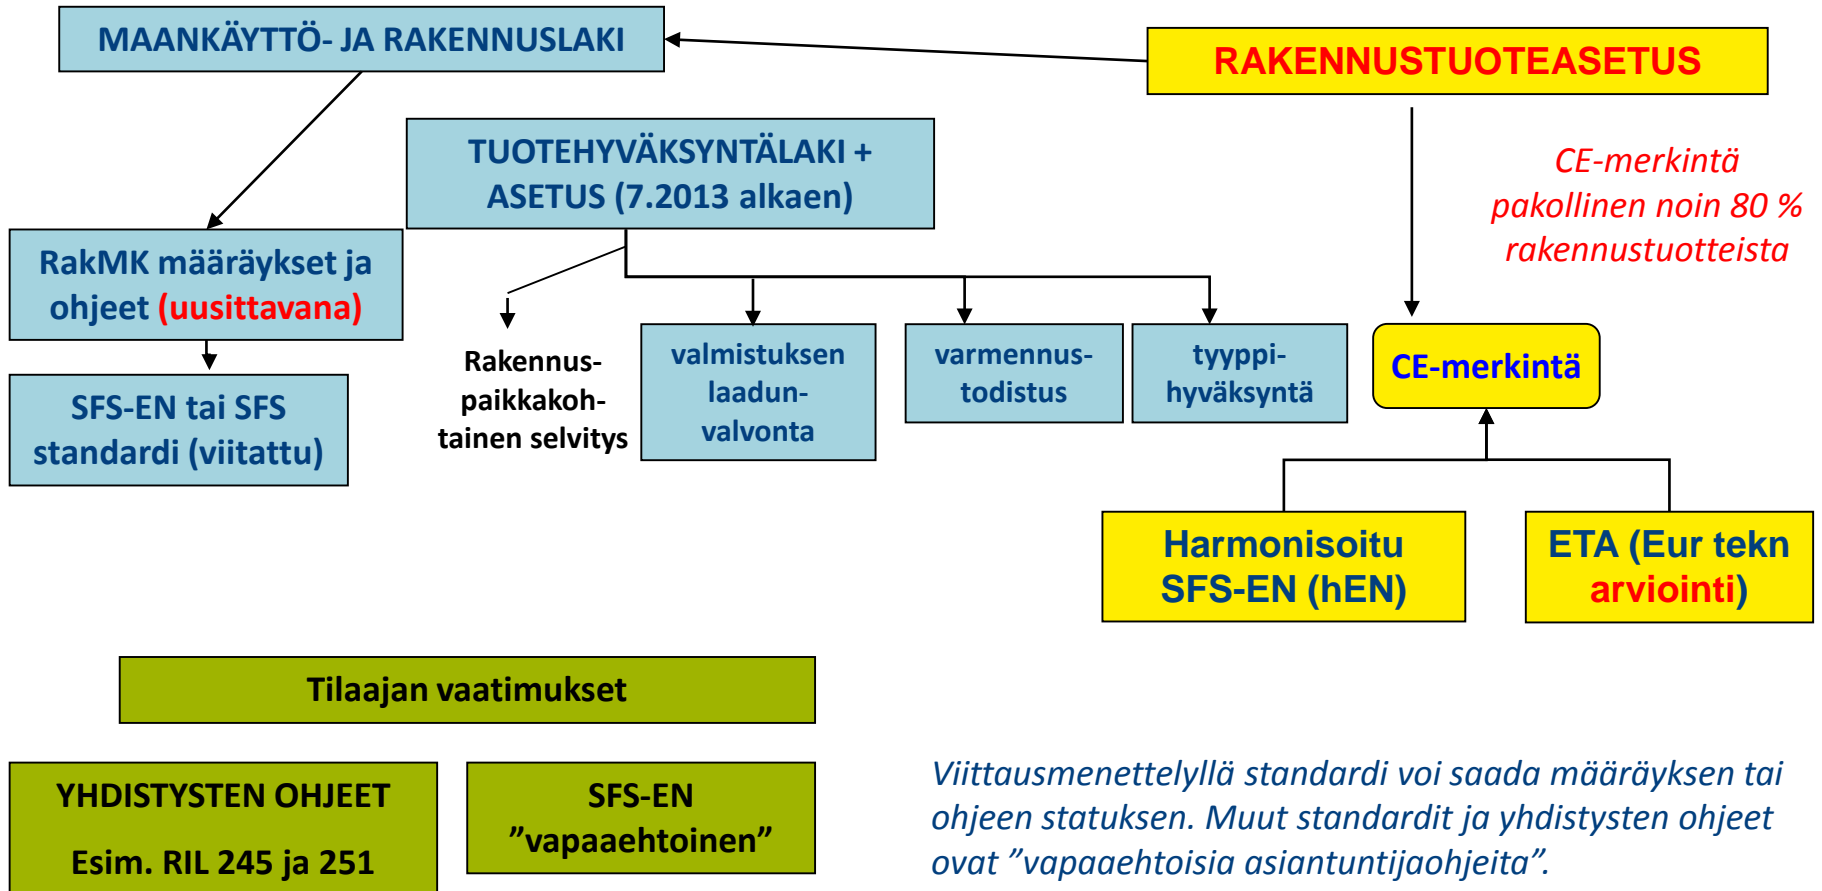 MAANKÄYTTÖ- JA RAKENNUSLAKI
RAKENNUSTUOTEASETUS
TUOTEHYVÄKSYNTÄLAKI +
ASETUS (7.2013 alkaen)
CE-merkintä
pakollinen noin 80 %
rakennustuotteista
RakMK määräykset ja
ohjeet (uusittavana)
SFS-EN tai SFS
standardi (viitattu)
Rakennus-
paikkakoh-
tainen selvitys
valmistuksen
laadun-
valvonta
varmennus-
todistus
tyyppi-
hyväksyntä
CE-merkintä
Harmonisoitu
SFS-EN (hEN)
ETA (Eur tekn
arviointi)
Tilaajan vaatimukset
YHDISTYSTEN OHJEET
Esim. RIL 245 ja 251
SFS-EN
”vapaaehtoinen”
Viittausmenettelyllä standardi voi saada määräyksen tai
ohjeen statuksen. Muut standardit ja yhdistysten ohjeet
ovat ”vapaaehtoisia asiantuntijaohjeita”.